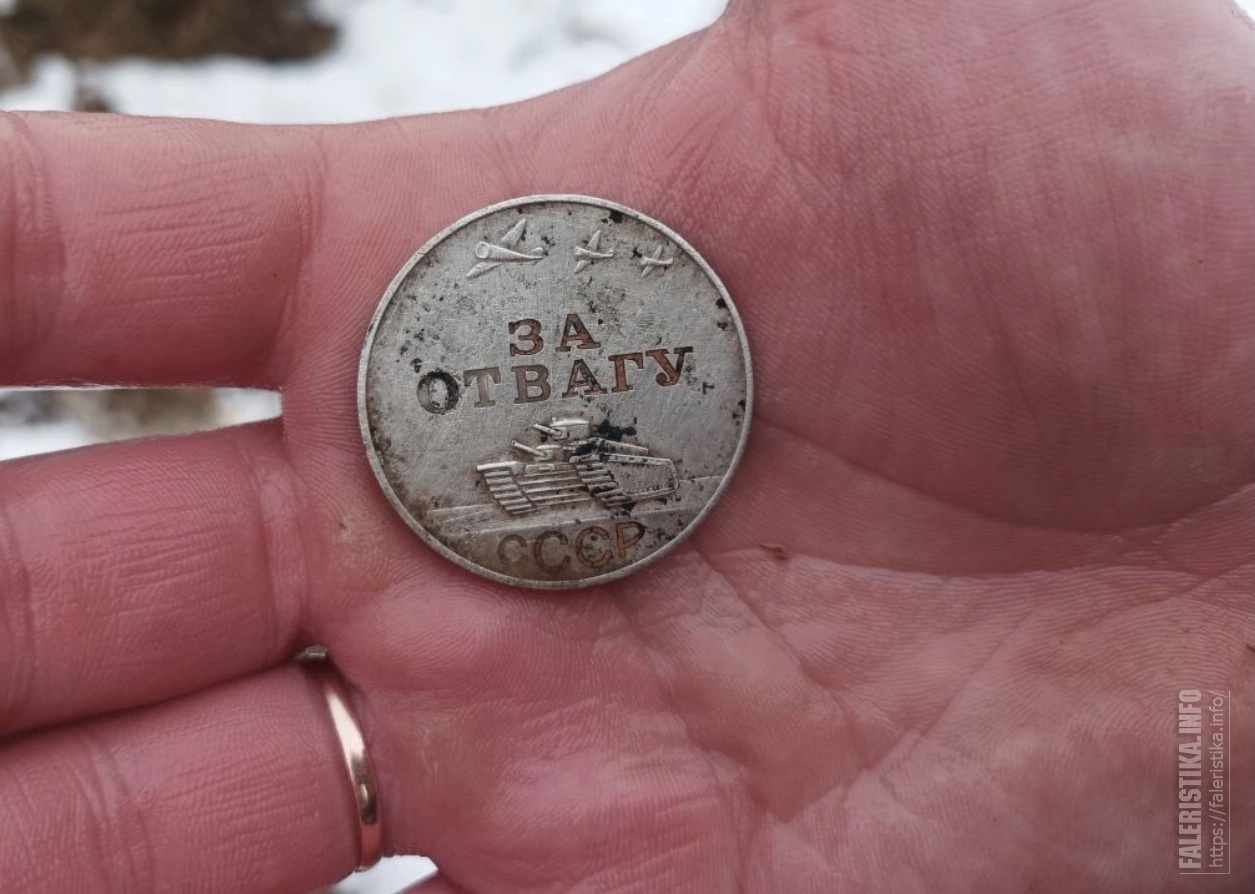 ЗА
ОТВАГУ
СССР
FALERISTIKA.INFO
https://faleristika.info/